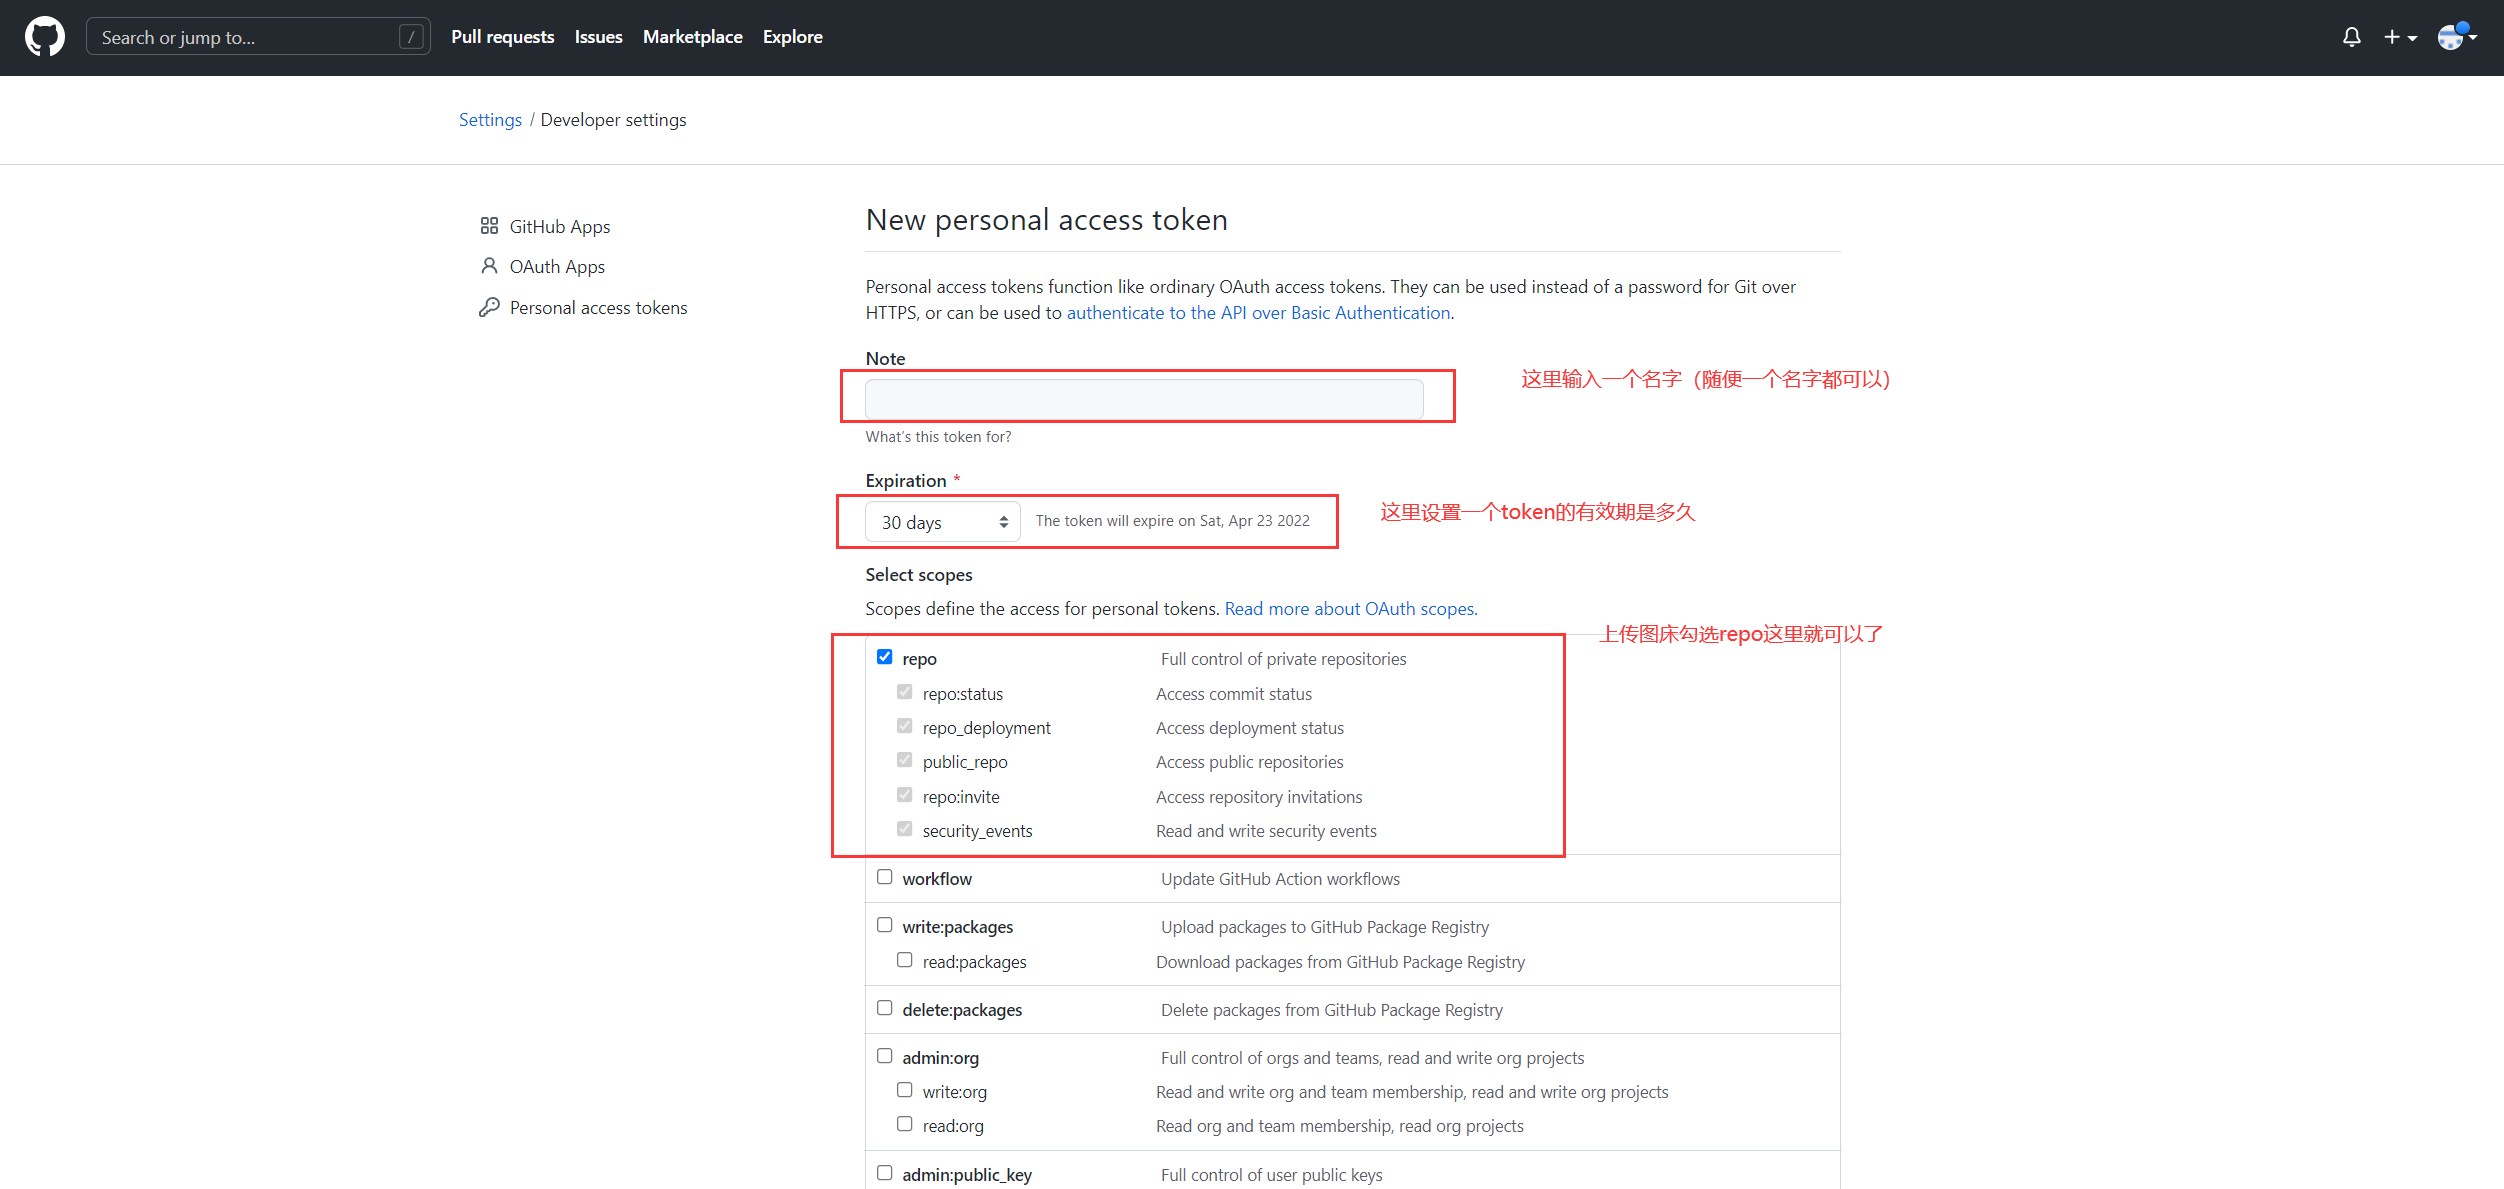 Search or jump to... /
Pull requests Issues Marketplace Explore
Settings / Developer settings
GitHub Apps
OAuth Apps
Personal access tokens
New personal access token
Personal access tokens function like ordinary OAuth access tokens. They can be used instead of a password for Git over
HTTPS, or can be used to authenticate to the API over Basic Authentication.
Note
这里输入一个名字（随便一个名字都可以）
What's this token for?
Expiration *
30 days The token will expire on Sat, Apr 23 2022
这里设置一个token的有效期是多久
Select scopes
Scopes define the access for personal tokens. Read more about OAuth scopes.
上传图床勾选repo这里就可以了
repo Full control of private repositories
repo:status Access commit status
repo_deployment Access deployment status
public_repo Access public repositories
repo:invite Access repository invitations
security_events Read and write security events
workflow Update GitHub Action workflows
write:packages Upload packages to GitHub Package Registry
read:packages Download packages from GitHub Package Registry
delete:packages Delete packages from GitHub Package Registry
admin:org Full control of orgs and teams, read and write org projects
write:org Read and write org and team membership, read and write org projects
read:org Read org and team membership, read org projects
admin:public_key Full control of user public keys